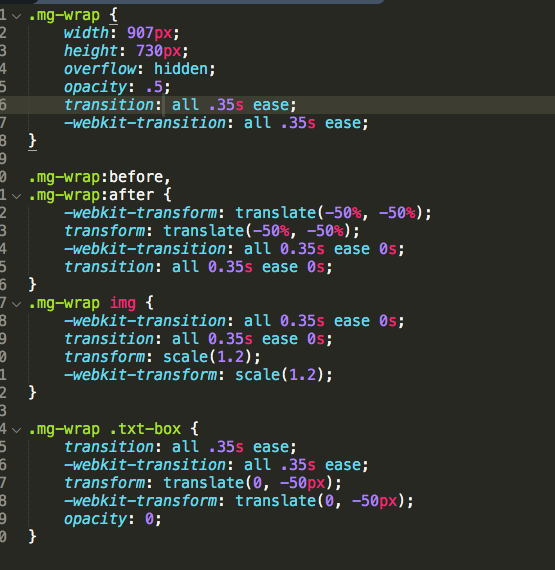 1 .mg-wrap {
2 width: 907px;
3 height: 730px;
4 overflow: hidden;
5 opacity: .5;
6 transition: all .35s ease;
7 -webkit-transition: all .35s ease;
8 }
9
0 .mg-wrap:before,
1 .mg-wrap:after {
2 -webkit-transform: translate(-50%, -50%);
3 transform: translate(-50%, -50%);
4 -webkit-transition: all 0.35s ease 0s;
5 transition: all 0.35s ease 0s;
6 }
7 .mg-wrap img {
8 -webkit-transition: all 0.35s ease 0s;
9 transition: all 0.35s ease 0s;
0 transform: scale(1.2);
1 -webkit-transform: scale(1.2);
2 }
3
4 .mg-wrap .txt-box {
5 transition: all .35s ease;
6 -webkit-transition: all .35s ease;
7 transform: translate(0, -50px);
8 -webkit-transform: translate(0, -50px);
9 opacity: 0;
0 }